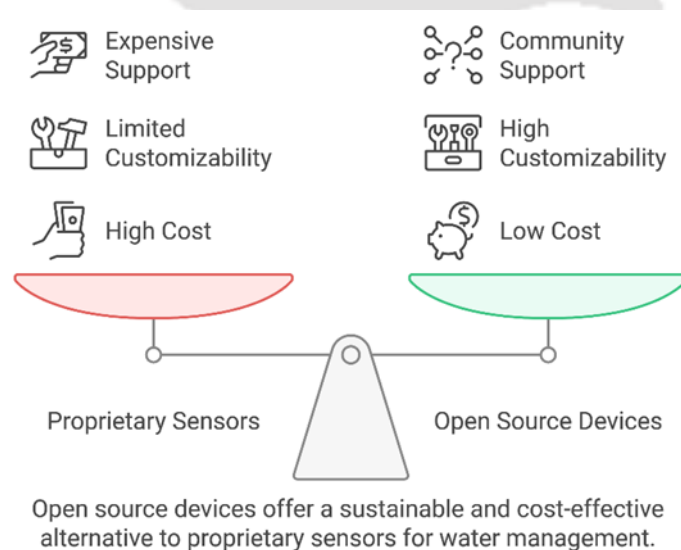 Expensive
Support
Limited
Customizability
High Cost
Community
Support
High
Customizability
Low Cost
Proprietary Sensors
Open Source Devices
Open source devices offer a sustainable and cost-effective
alternative to proprietary sensors for water management.